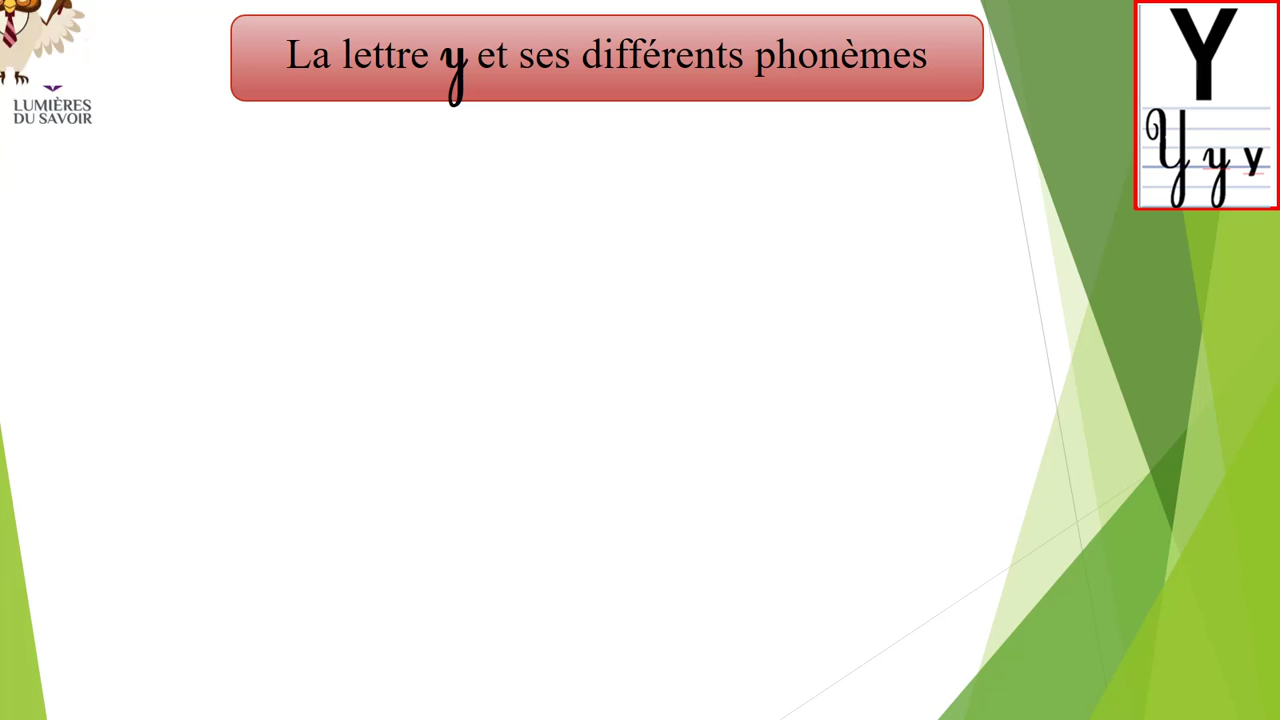 La lettre y et ses différents phonèmes
LUMIÈRES
DU SAVOIR
Y
Y y y